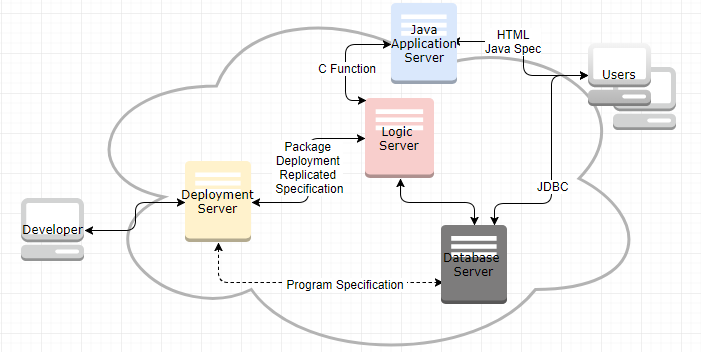 Java
Application
Server
HTML
Java Spec
C Function
Users
Logic
Server
Package
Deployment
Replicated
Specification
Deployment
Server
JDBC
Developer
Database
Server
Program Specification